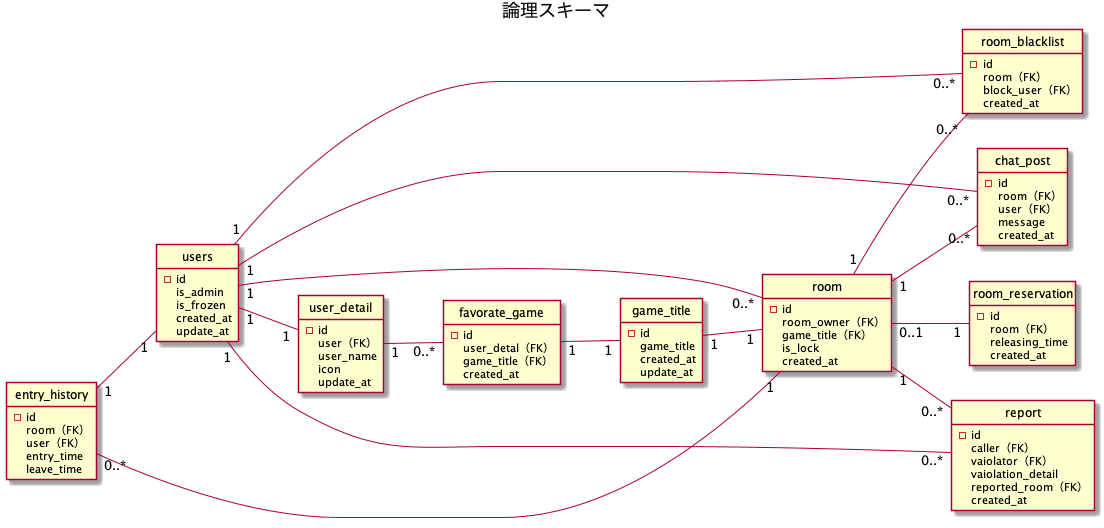 論理スキーマ
room_blacklist
id
room（FK）
block_user（FK）
created_at
0..*
0..*
chat_post
id
room（FK）
user（FK）
message
created_at
0..*
0..*
users
id
is_admin
is_frozen
created_at
update_at
1
1
1
1
1
1
user_detail
id
user（FK）
user_name
icon
update_at
1
1
favorate_game
id
user_detal（FK）
game_title（FK）
created_at
0..*
1
game_title
id
game_title
created_at
update_at
1
1
room
id
room_owner（FK）
game_title（FK）
is_lock
created_at
0..*
1
1
1
0..1
1
1
room_reservation
id
room（FK）
releasing_time
created_at
1
entry_history
id
room（FK）
user（FK）
entry_time
leave_time
1
0..*
report
id
caller（FK）
vaiolator（FK）
vaiolation_detail
reported_room（FK）
created_at
0..*
0..*